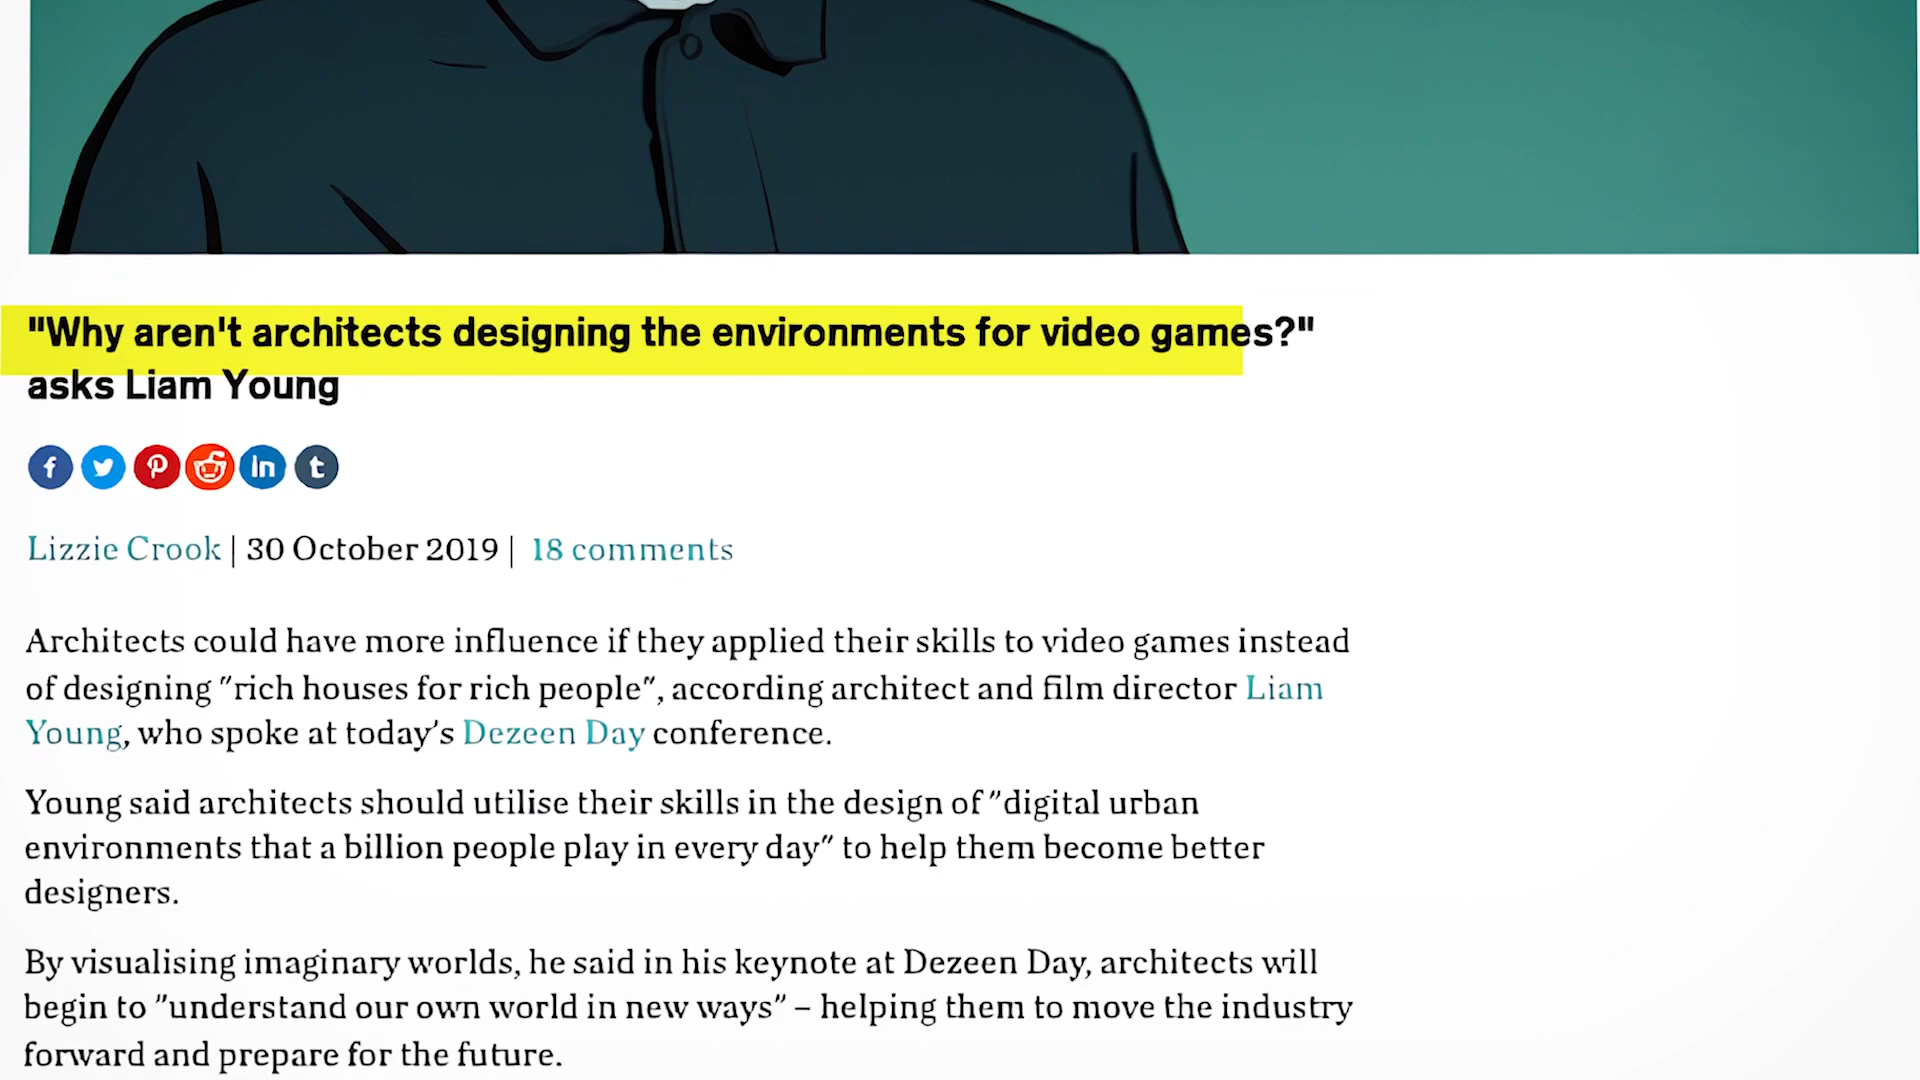 "Why aren't architects designing the environments for video games?"
asks Liam Young
Lizzie Crook | 30 October 2019 | 18 comments
Architects could have more influence if they applied their skills to video games instead
of designing "rich houses for rich people", according architect and film director Liam
Young, who spoke at today's Dezeen Day conference.
Young said architects should utilise their skills in the design of "digital urban
environments that a billion people play in every day" to help them become better
designers.
By visualising imaginary worlds, he said in his keynote at Dezeen Day, architects will
begin to "understand our own world in new ways" – helping them to move the industry
forward and prepare for the future.